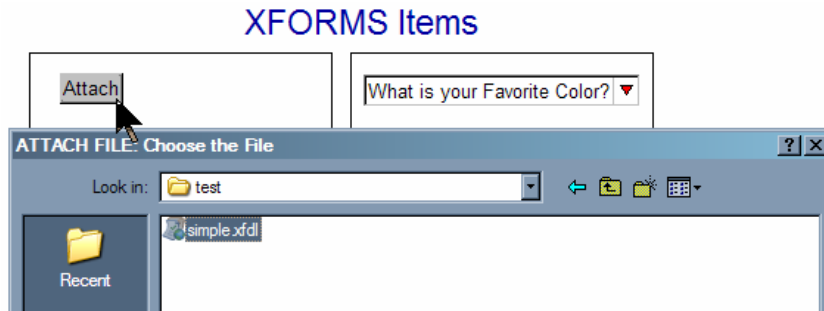 XFORMS Items
Attach
What is your Favorite Color?
ATTACH FILE: Choose the File
Look in: test
simple.xfdl
Recent